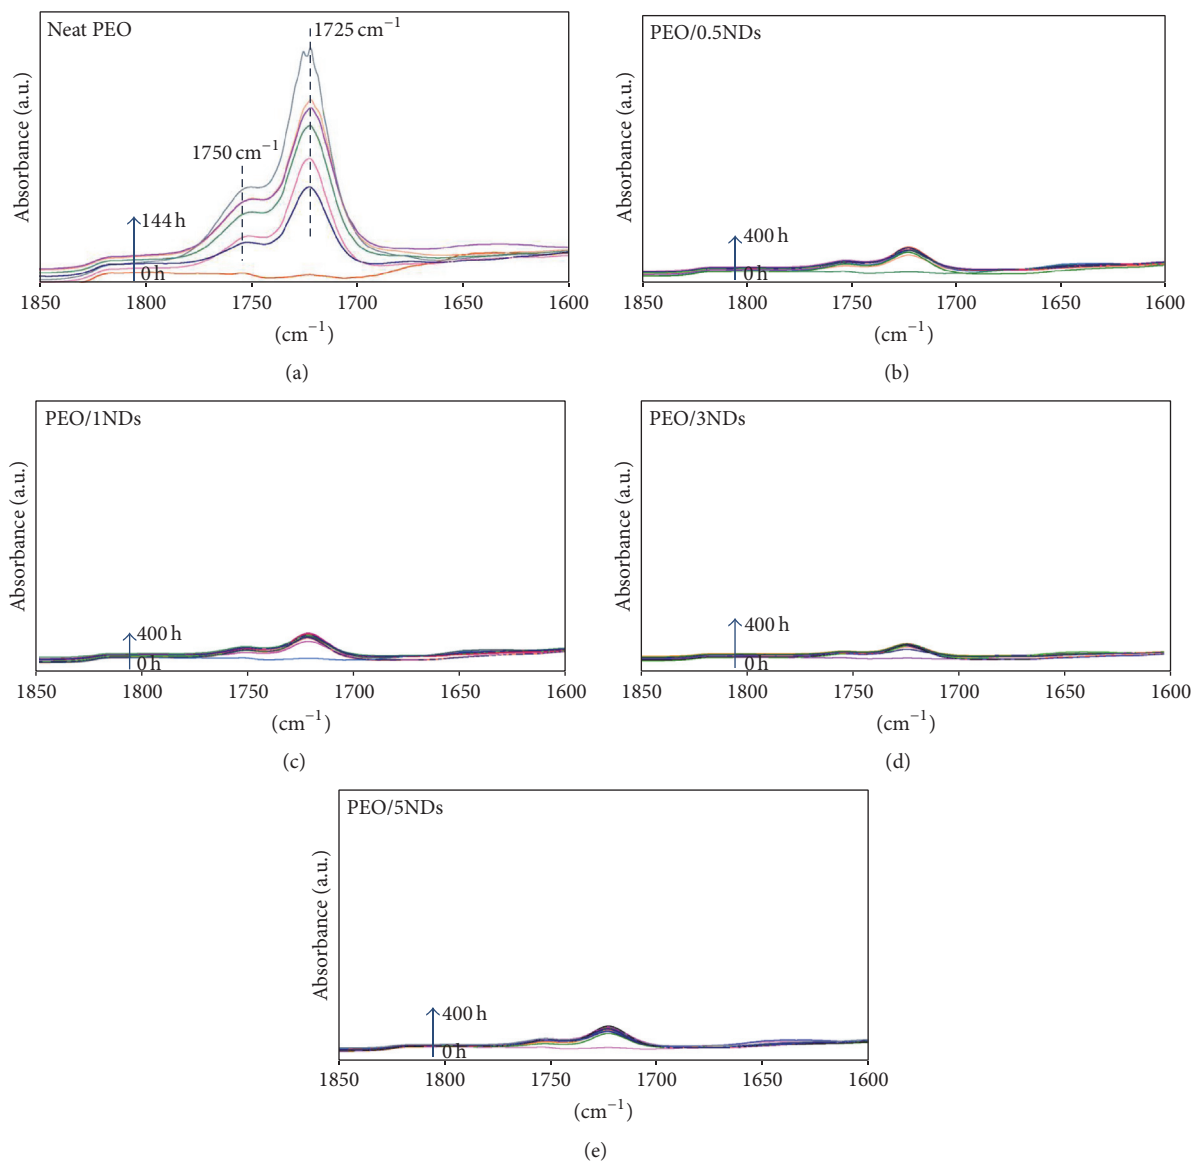 Neat PEO
1725 cm⁻¹
1750 cm⁻¹
144 h
0 h
Absorbance (a.u.)
1850 1800 1750 1700 1650 1600
(cm⁻¹)
(a)
PEO/0.5NDs
400 h
0 h
Absorbance (a.u.)
1850 1800 1750 1700 1650 1600
(cm⁻¹)
(b)
PEO/1NDs
400 h
0 h
Absorbance (a.u.)
1850 1800 1750 1700 1650 1600
(cm⁻¹)
(c)
PEO/3NDs
400 h
0 h
Absorbance (a.u.)
1850 1800 1750 1700 1650 1600
(cm⁻¹)
(d)
PEO/5NDs
400 h
0 h
Absorbance (a.u.)
1850 1800 1750 1700 1650 1600
(cm⁻¹)
(e)